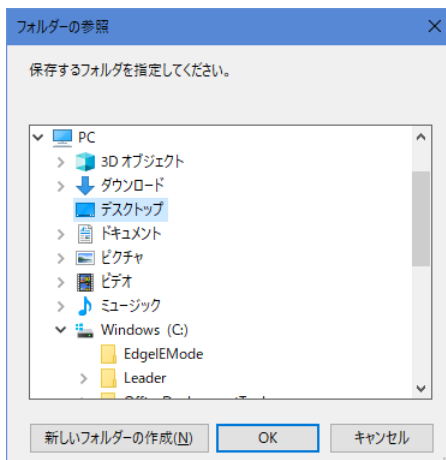 フォルダーの参照
保存するフォルダを指定してください。
PC
3D オブジェクト
ダウンロード
デスクトップ
ドキュメント
ピクチャ
ビデオ
ミュージック
Windows (C:)
EdgeIEMode
Leader
新しいフォルダーの作成(N) OK キャンセル